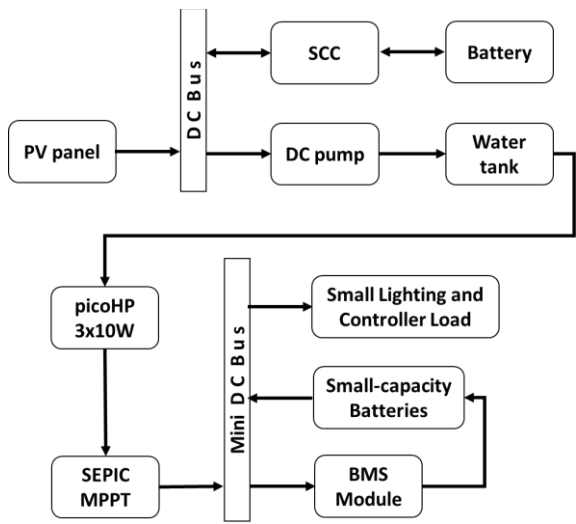 DC Bus
SCC
Battery
PV panel
DC pump
Water
tank
picoHP
3x10W
Mini DC Bus
Small Lighting and
Controller Load
Small-capacity
Batteries
SEPIC
MPPT
BMS
Module